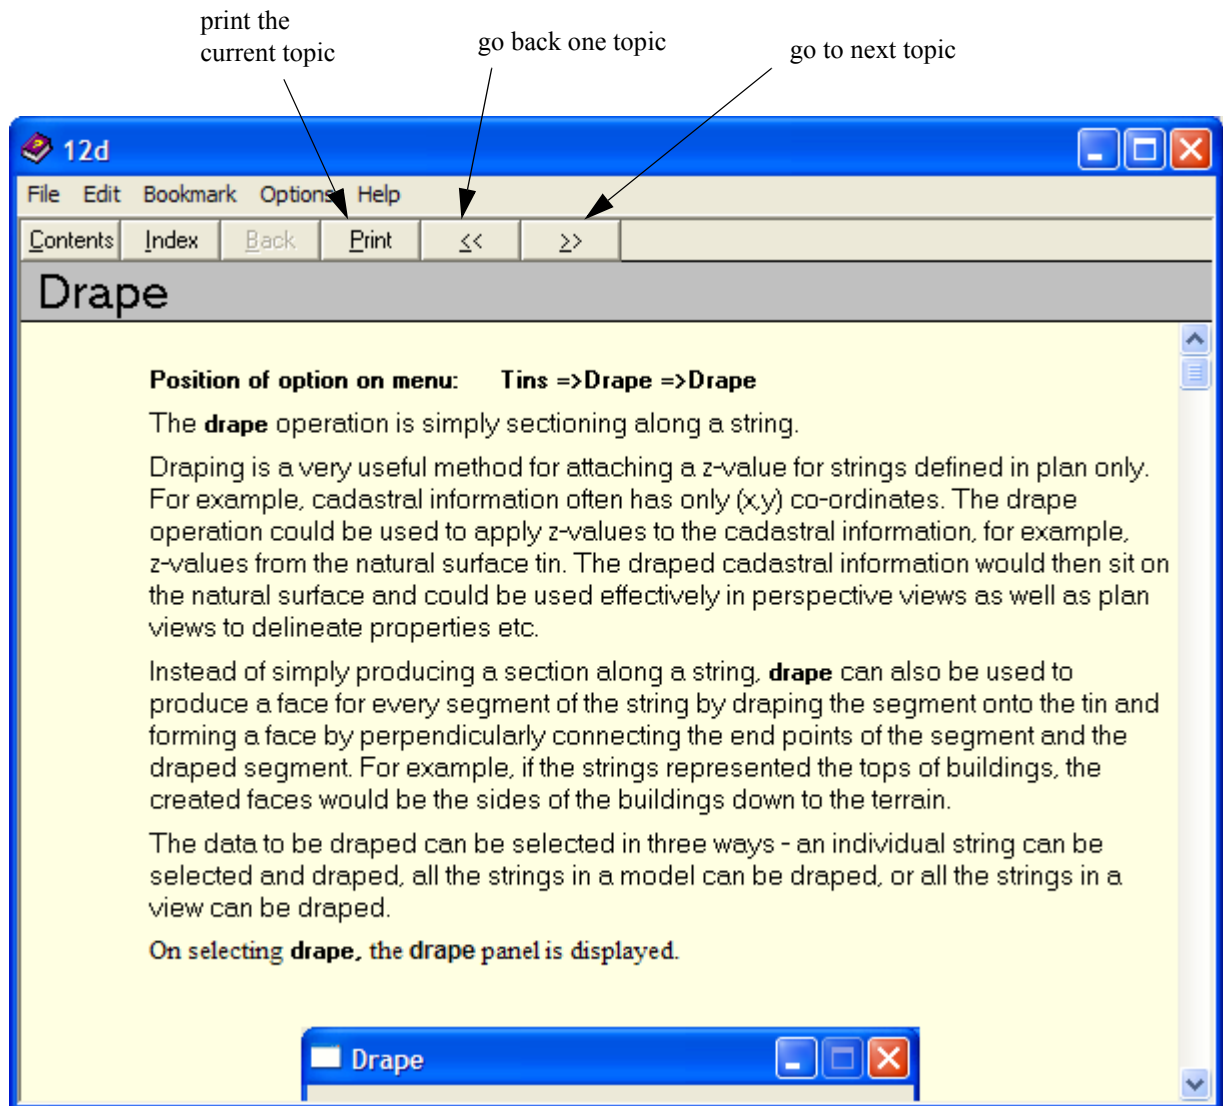 print the
current topic
go back one topic
go to next topic
12d
File Edit Bookmark Options Help
Contents Index Back Print << >>
Drape
Position of option on menu: Tins =>Drape =>Drape
The drape operation is simply sectioning along a string.
Draping is a very useful method for attaching a z-value for strings defined in plan only.
For example, cadastral information often has only (x,y) co-ordinates. The drape
operation could be used to apply z-values to the cadastral information, for example,
z-values from the natural surface tin. The draped cadastral information would then sit on
the natural surface and could be used effectively in perspective views as well as plan
views to delineate properties etc.
Instead of simply producing a section along a string, drape can also be used to
produce a face for every segment of the string by draping the segment onto the tin and
forming a face by perpendicularly connecting the end points of the segment and the
draped segment. For example, if the strings represented the tops of buildings, the
created faces would be the sides of the buildings down to the terrain.
The data to be draped can be selected in three ways - an individual string can be
selected and draped, all the strings in a model can be draped, or all the strings in a
view can be draped.
On selecting drape, the drape panel is displayed.
Drape